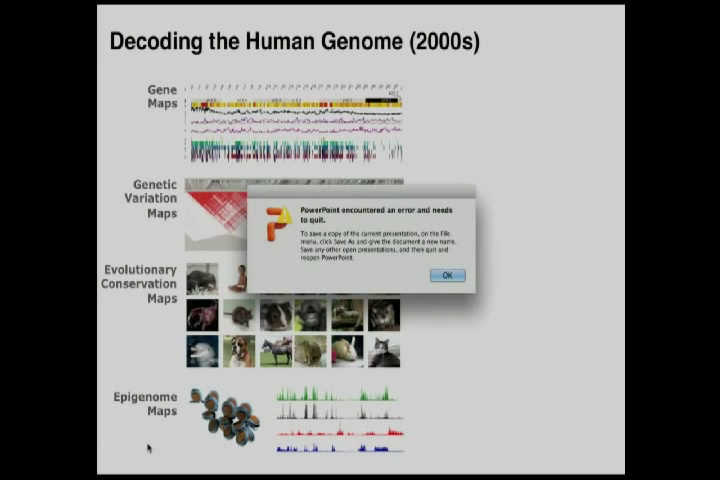 Decoding the Human Genome (2000s)
Gene
Maps
Genetic
Variation
Maps
PowerPoint encountered an error and needs
to quit.
To save a copy of the current presentation, on the File
menu, click Save As and give the document a new name.
Save any other open presentations, and then quit and
reopen PowerPoint.
OK
Evolutionary
Conservation
Maps
Epigenome
Maps